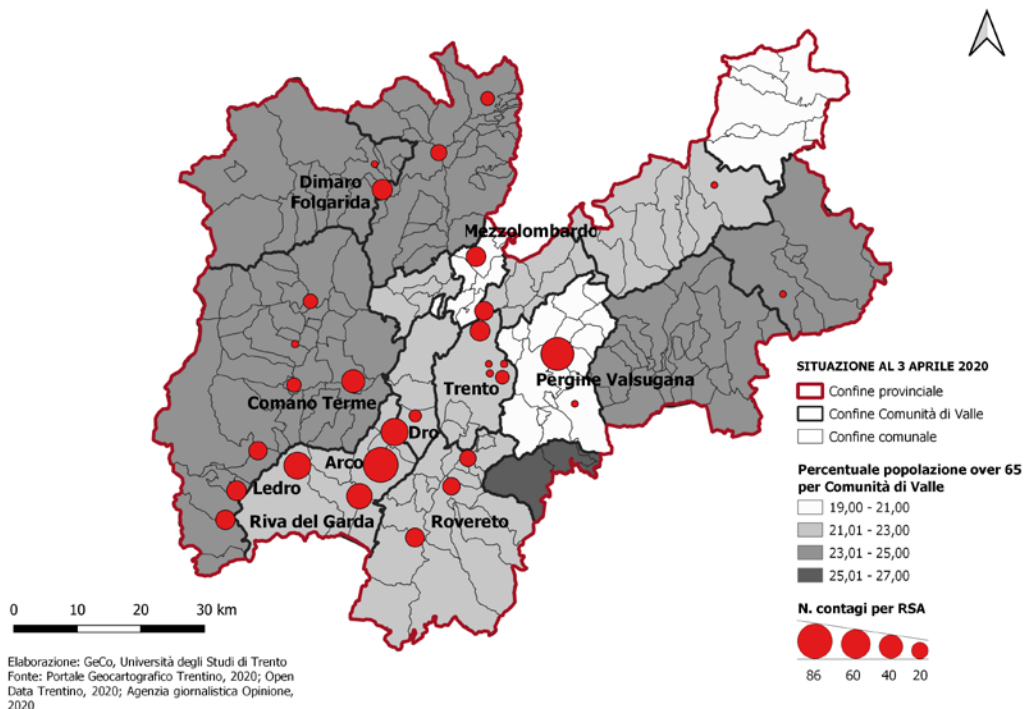 Dimaro
Folgarida
Mezzolombardo
Trento
Pergine Valsugana
Comano Terme
Dro
Arco
Ledro
Riva del Garda
Rovereto
SITUAZIONE AL 3 APRILE 2020
Confine provinciale
Confine Comunità di Valle
Confine comunale
Percentuale popolazione over 65
per Comunità di Valle
19,00 - 21,00
21,01 - 23,00
23,01 - 25,00
25,01 - 27,00
N. contagi per RSA
86 60 40 20
0 10 20 30 km
Elaborazione: GeCo, Università degli Studi di Trento
Fonte: Portale Geocartografico Trentino, 2020; Open
Data Trentino, 2020; Agenzia giornalistica Opinione,
2020